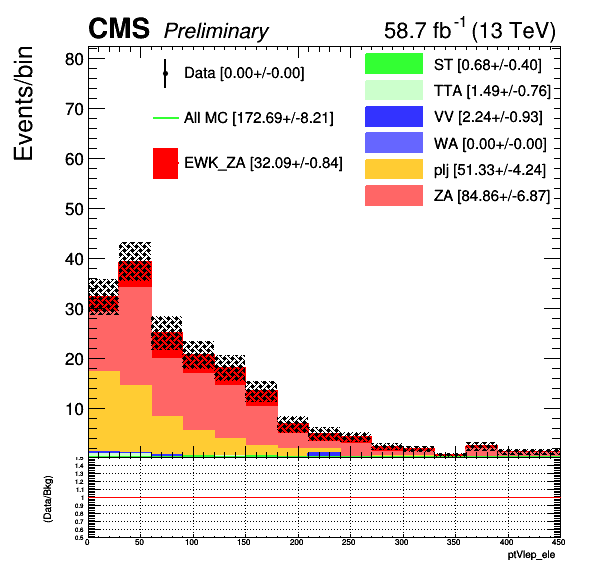 CMS Preliminary 58.7 fb⁻¹ (13 TeV)
Events/bin
80
70
60
50
40
30
20
10
Data [0.00+/-0.00]
All MC [172.69+/-8.21]
EWK_ZA [32.09+/-0.84]
ST [0.68+/-0.40]
TTA [1.49+/-0.76]
VV [2.24+/-0.93]
WA [0.00+/-0.00]
plj [51.33+/-4.24]
ZA [84.86+/-6.87]
(Data/Bkg)
1.5
1.4
1.3
1.2
1.1
1
0.9
0.8
0.7
0.6
0.5
0 50 100 150 200 250 300 350 400 450
ptVlep_ele